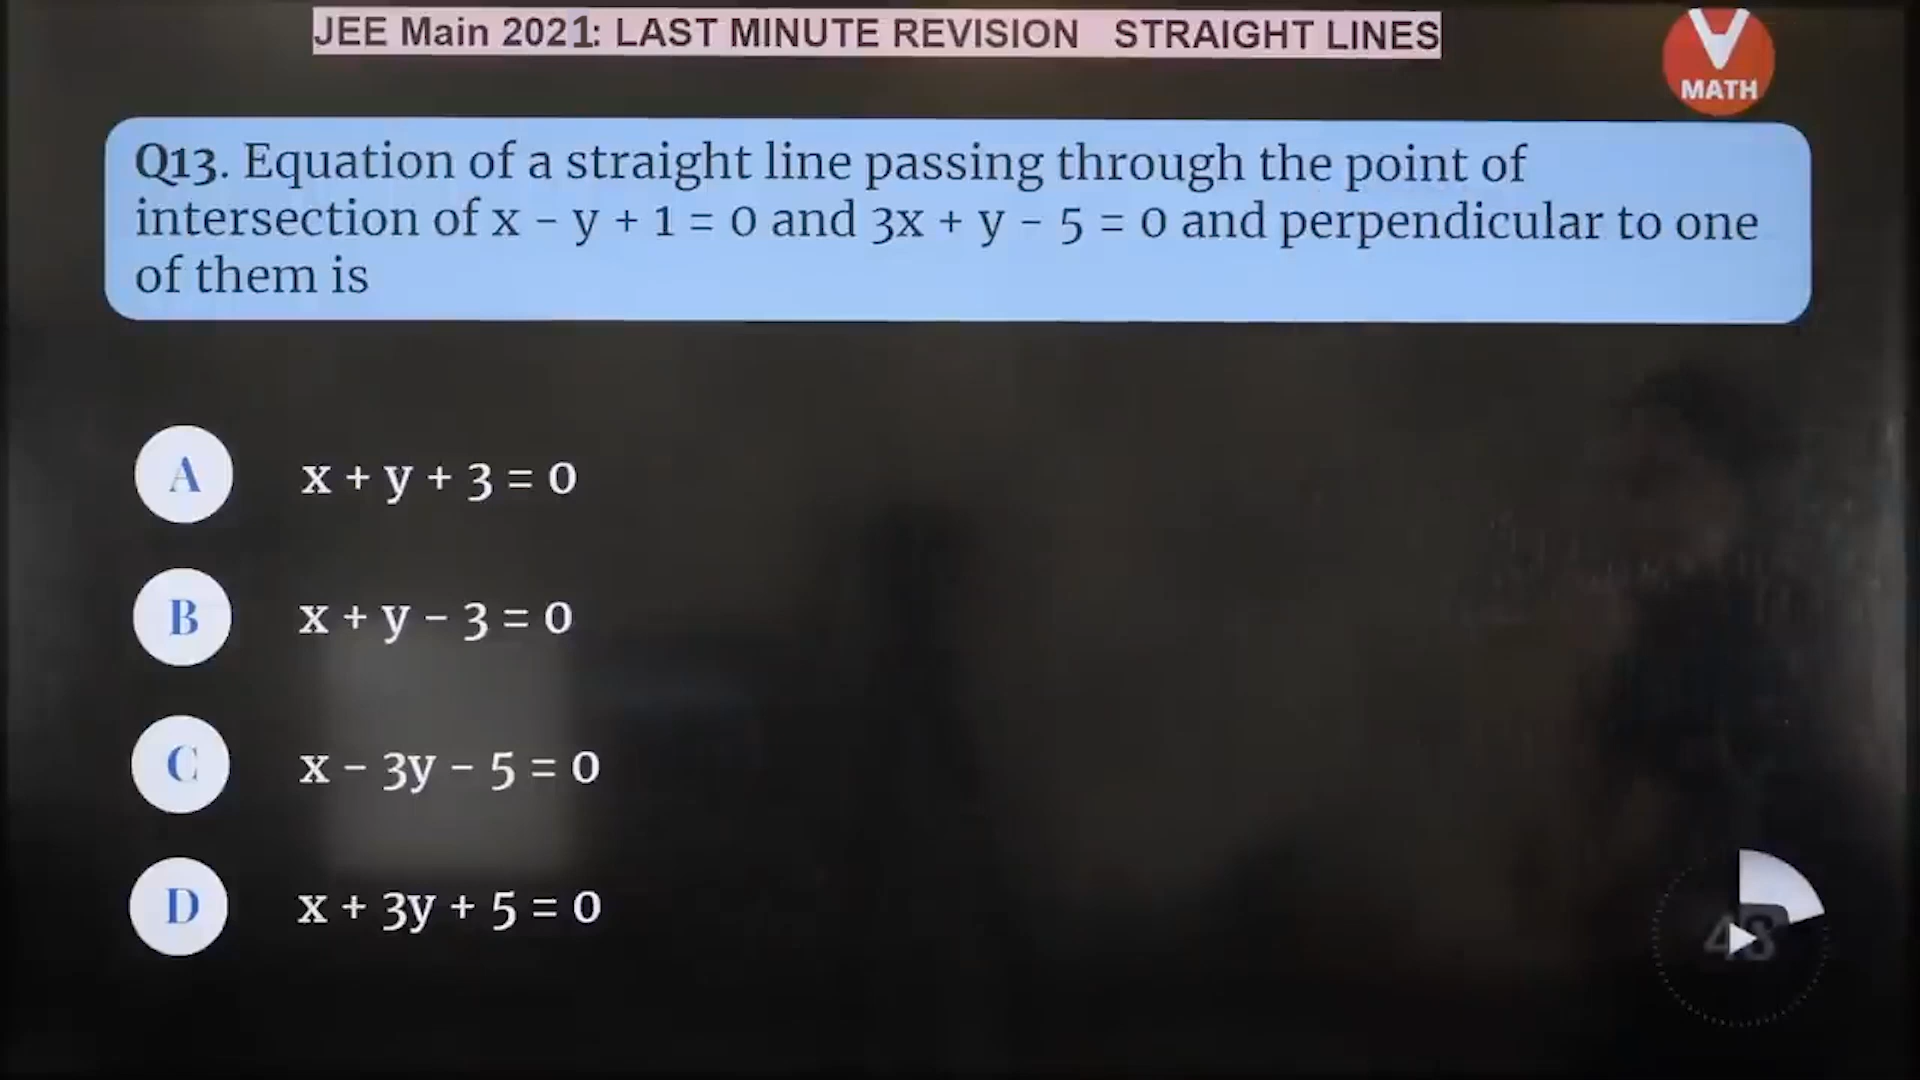 JEE Main 2021: LAST MINUTE REVISION STRAIGHT LINES
V
MATH
Q13. Equation of a straight line passing through the point of
intersection of x - y + 1 = 0 and 3x + y - 5 = 0 and perpendicular to one
of them is
A x + y + 3 = 0
B x + y - 3 = 0
C x - 3y - 5 = 0
D x + 3y + 5 = 0
48